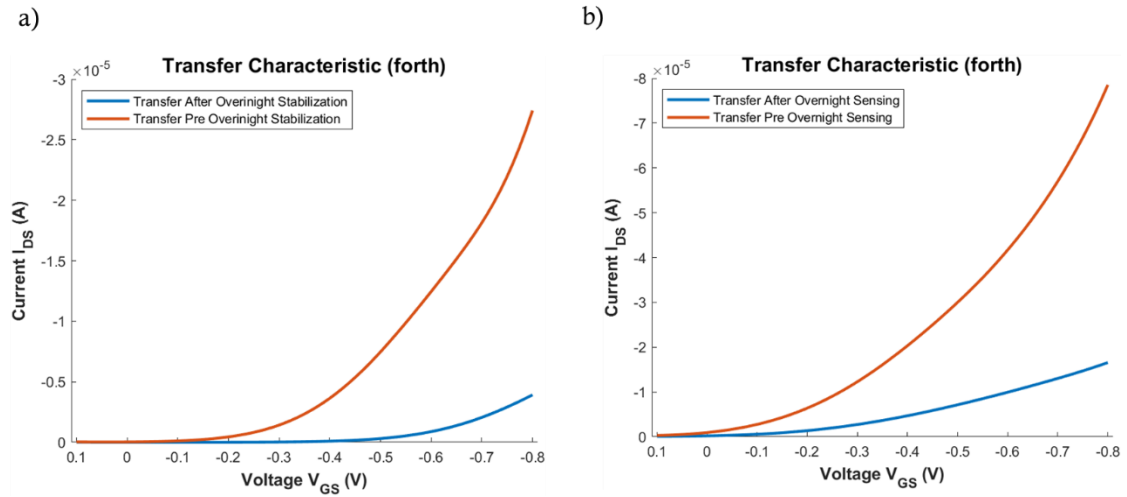 a)
Transfer Characteristic (forth)
×10⁻⁵
-3
-2.5
-2
-1.5
-1
-0.5
0
Current I_DS (A)
Transfer After Overinight Stabilization
Transfer Pre Overinight Stabilization
0.1 0 -0.1 -0.2 -0.3 -0.4 -0.5 -0.6 -0.7 -0.8
Voltage V_GS (V)
b)
Transfer Characteristic (forth)
×10⁻⁵
-8
-7
-6
-5
-4
-3
-2
-1
0
Current I_DS (A)
Transfer After Overnight Sensing
Transfer Pre Overnight Sensing
0.1 0 -0.1 -0.2 -0.3 -0.4 -0.5 -0.6 -0.7 -0.8
Voltage V_GS (V)